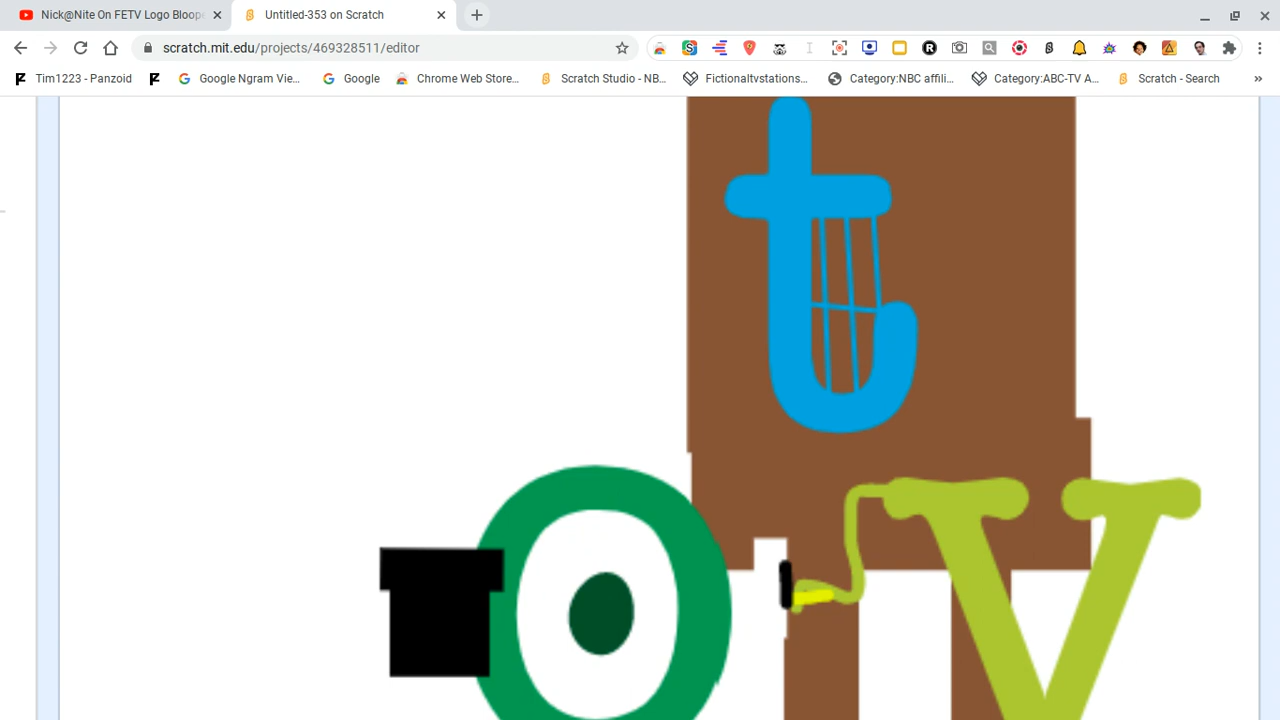 Nick@Nite On FETV Logo Bloop
Untitled-353 on Scratch
scratch.mit.edu/projects/469328511/editor
Tim1223 - Panzoid
Google Ngram Vie...
Google
Chrome Web Store...
Scratch Studio - NB...
Fictionaltvstations...
Category:NBC affili...
Category:ABC-TV A...
Scratch - Search
»
t
O V